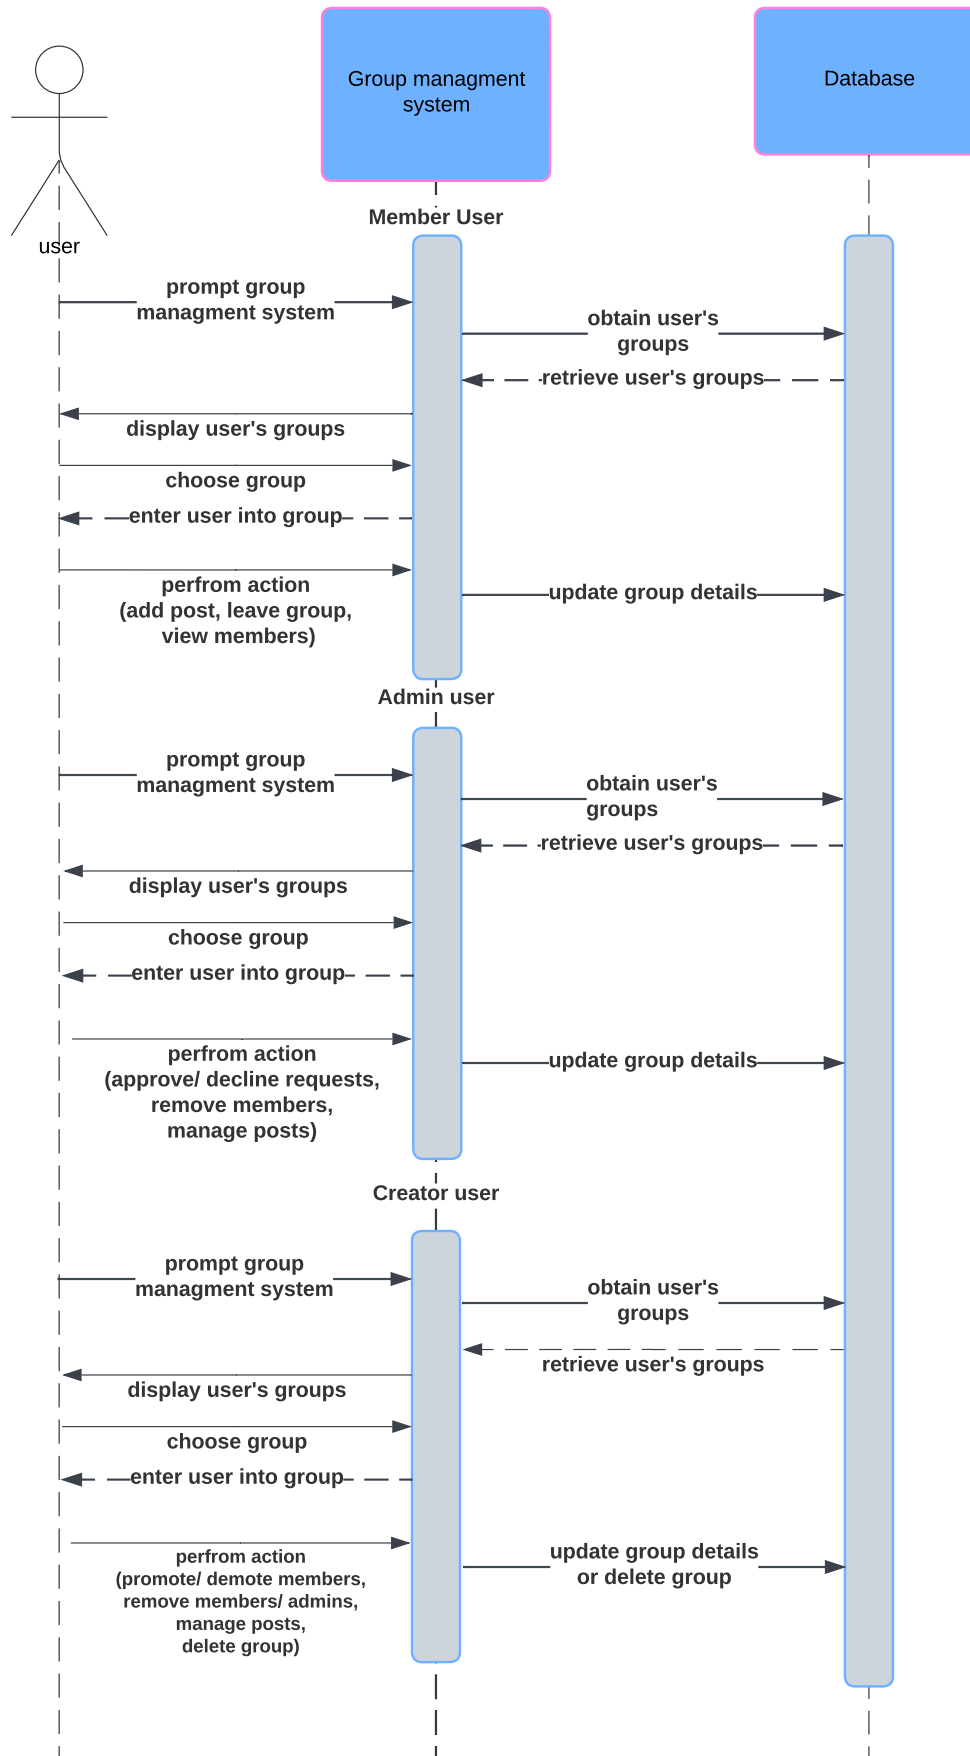 Group managment
system
Database
user
Member User
prompt group
managment system
obtain user's
groups
retrieve user's groups
display user's groups
choose group
enter user into group
perfrom action
(add post, leave group,
view members)
update group details
Admin user
prompt group
managment system
obtain user's
groups
retrieve user's groups
display user's groups
choose group
enter user into group
perfrom action
(approve/ decline requests,
remove members,
manage posts)
update group details
Creator user
prompt group
managment system
obtain user's
groups
retrieve user's groups
display user's groups
choose group
enter user into group
perfrom action
(promote/ demote members,
remove members/ admins,
manage posts,
delete group)
update group details
or delete group